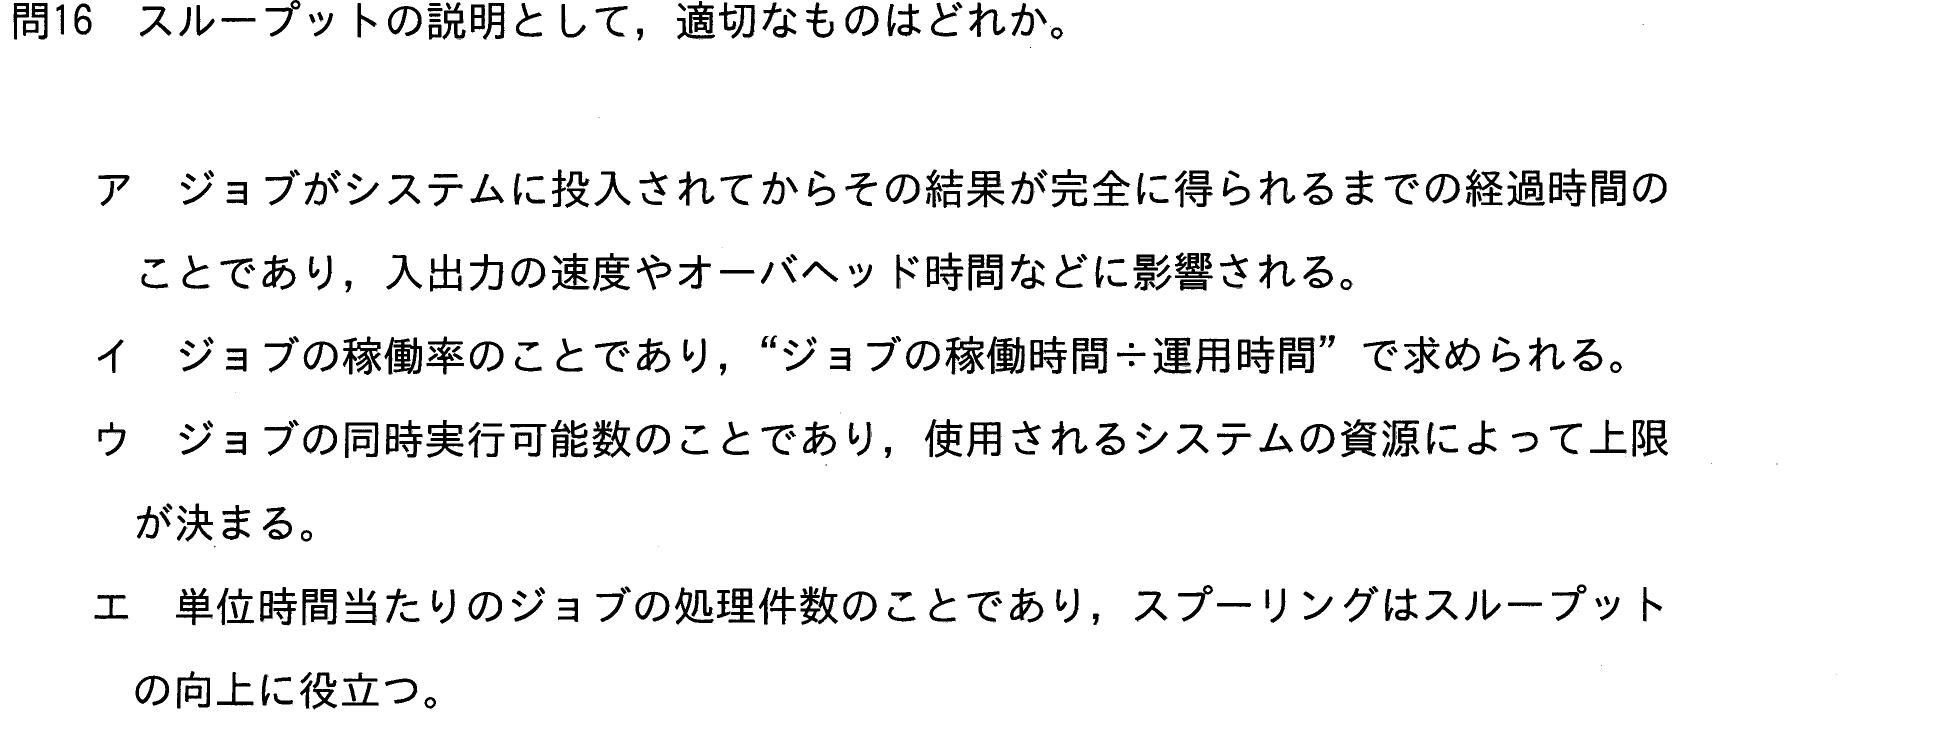 問16　スループットの説明として，適切なものはどれか。
ア　ジョブがシステムに投入されてからその結果が完全に得られるまでの経過時間の
ことであり，入出力の速度やオーバヘッド時間などに影響される。
イ　ジョブの稼働率のことであり，“ジョブの稼働時間÷運用時間”で求められる。
ウ　ジョブの同時実行可能数のことであり，使用されるシステムの資源によって上限
が決まる。
エ　単位時間当たりのジョブの処理件数のことであり，スプーリングはスループット
の向上に役立つ。